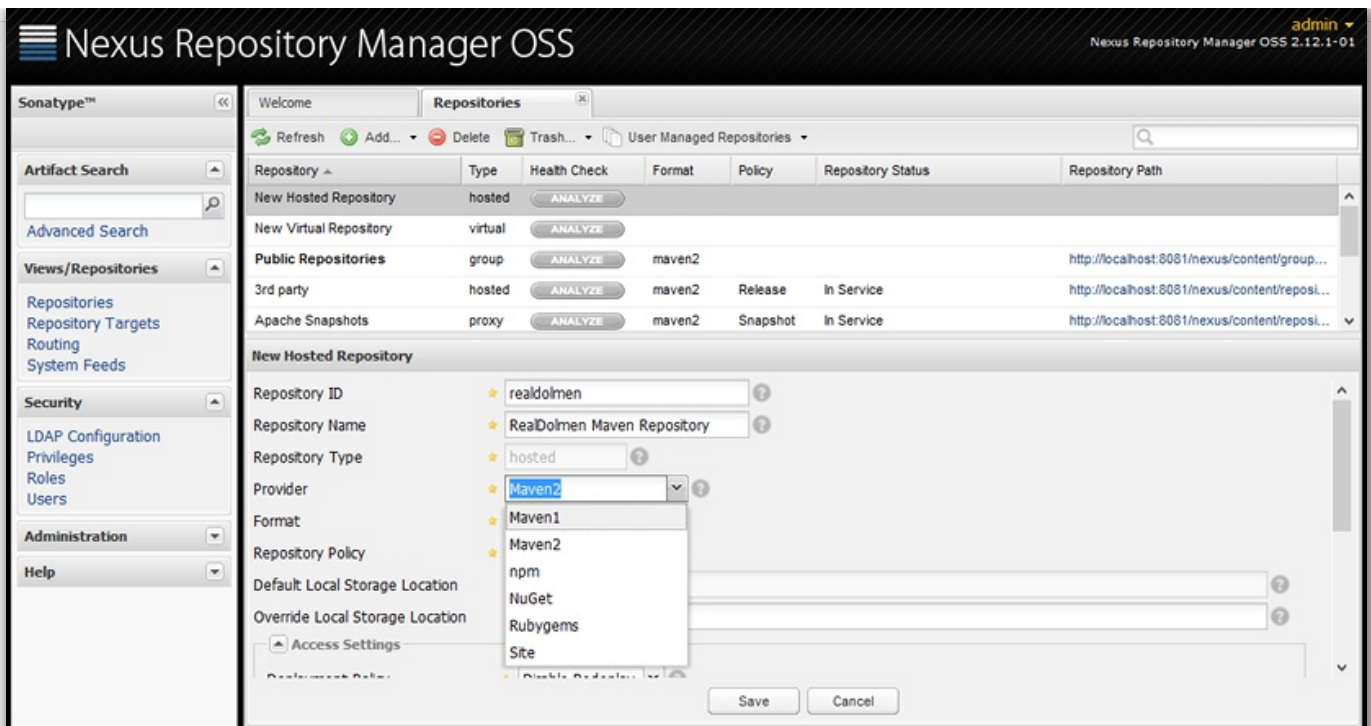 Nexus Repository Manager OSS
admin
Nexus Repository Manager OSS 2.12.1-01
Sonatype™
Artifact Search
Advanced Search
Views/Repositories
Repositories
Repository Targets
Routing
System Feeds
Security
LDAP Configuration
Privileges
Roles
Users
Administration
Help
Welcome Repositories
Refresh Add... Delete Trash... User Managed Repositories
Repository Type Health Check Format Policy Repository Status Repository Path
New Hosted Repository hosted ANALYZE
New Virtual Repository virtual ANALYZE
Public Repositories group ANALYZE maven2 http://localhost:8081/nexus/content/group...
3rd party hosted ANALYZE maven2 Release In Service http://localhost:8081/nexus/content/reposi...
Apache Snapshots proxy ANALYZE maven2 Snapshot In Service http://localhost:8081/nexus/content/reposi...
New Hosted Repository
Repository ID realdolmen
Repository Name RealDolmen Maven Repository
Repository Type hosted
Provider Maven2
Format
Repository Policy
Default Local Storage Location
Override Local Storage Location
Maven1
Maven2
npm
NuGet
Rubygems
Site
Access Settings
Deployment Policy Disable Redeploy
Save Cancel